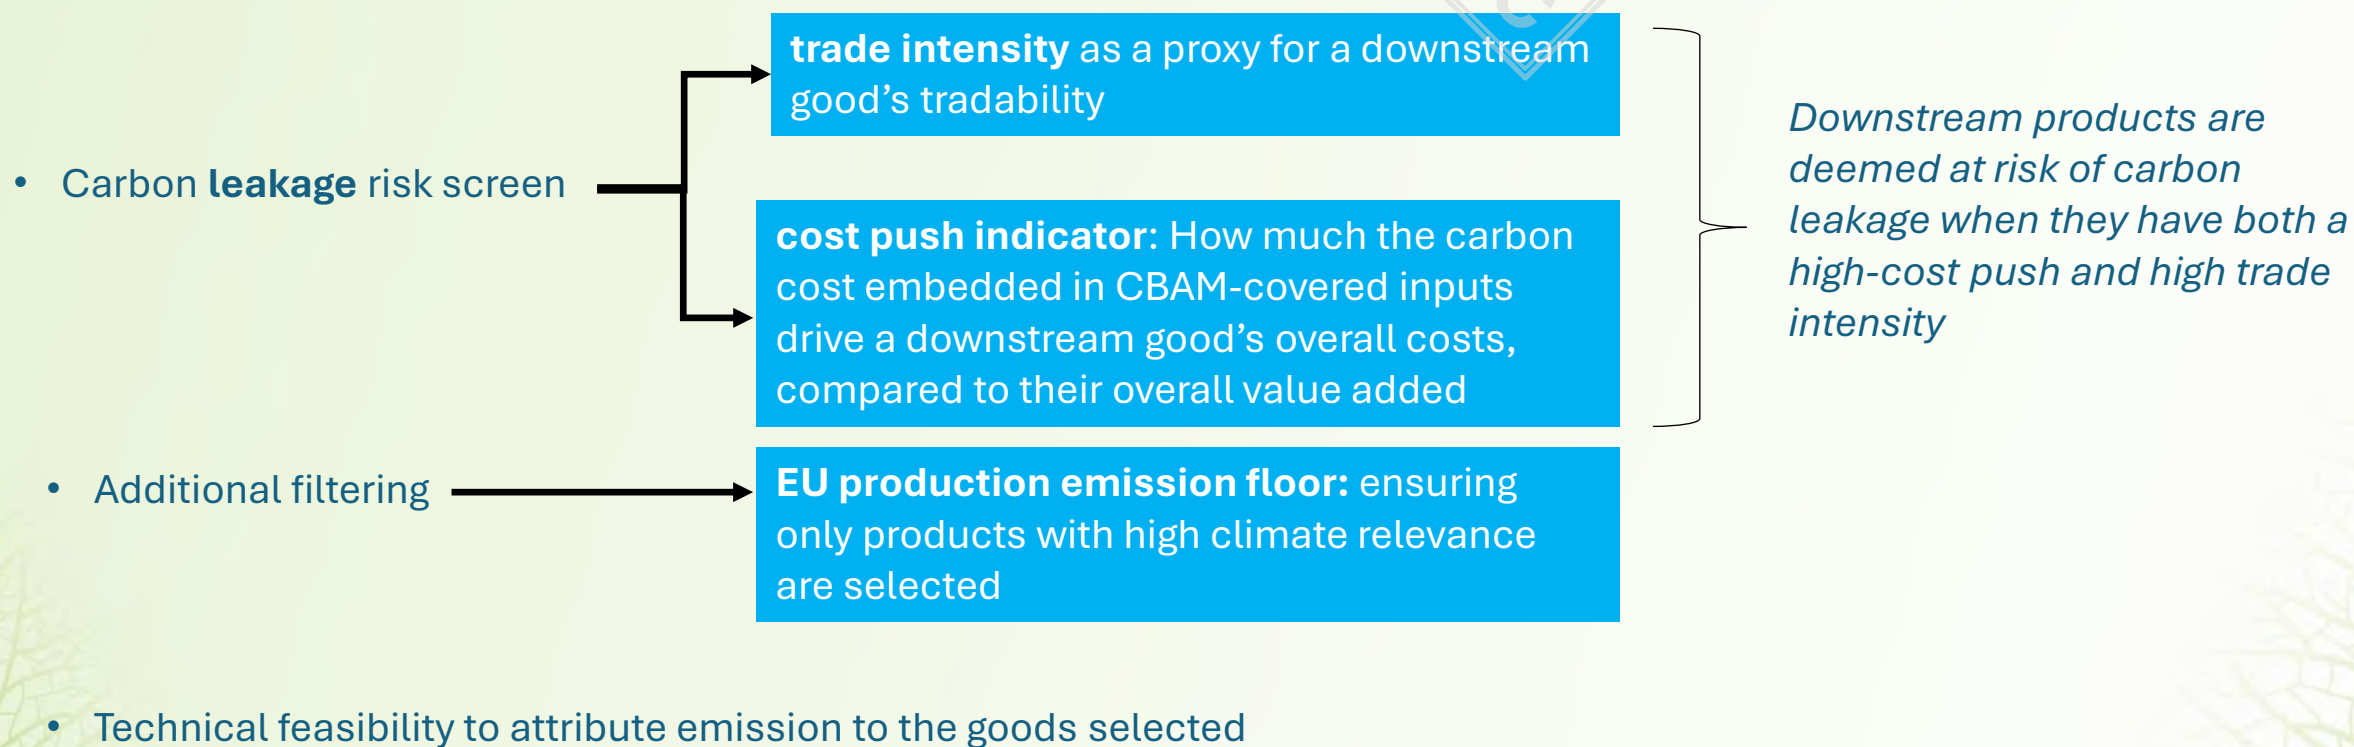 trade intensity as a proxy for a downstream
good’s tradability
• Carbon leakage risk screen
cost push indicator: How much the carbon
cost embedded in CBAM-covered inputs
drive a downstream good’s overall costs,
compared to their overall value added
Downstream products are
deemed at risk of carbon
leakage when they have both a
high-cost push and high trade
intensity
• Additional filtering
EU production emission floor: ensuring
only products with high climate relevance
are selected
• Technical feasibility to attribute emission to the goods selected